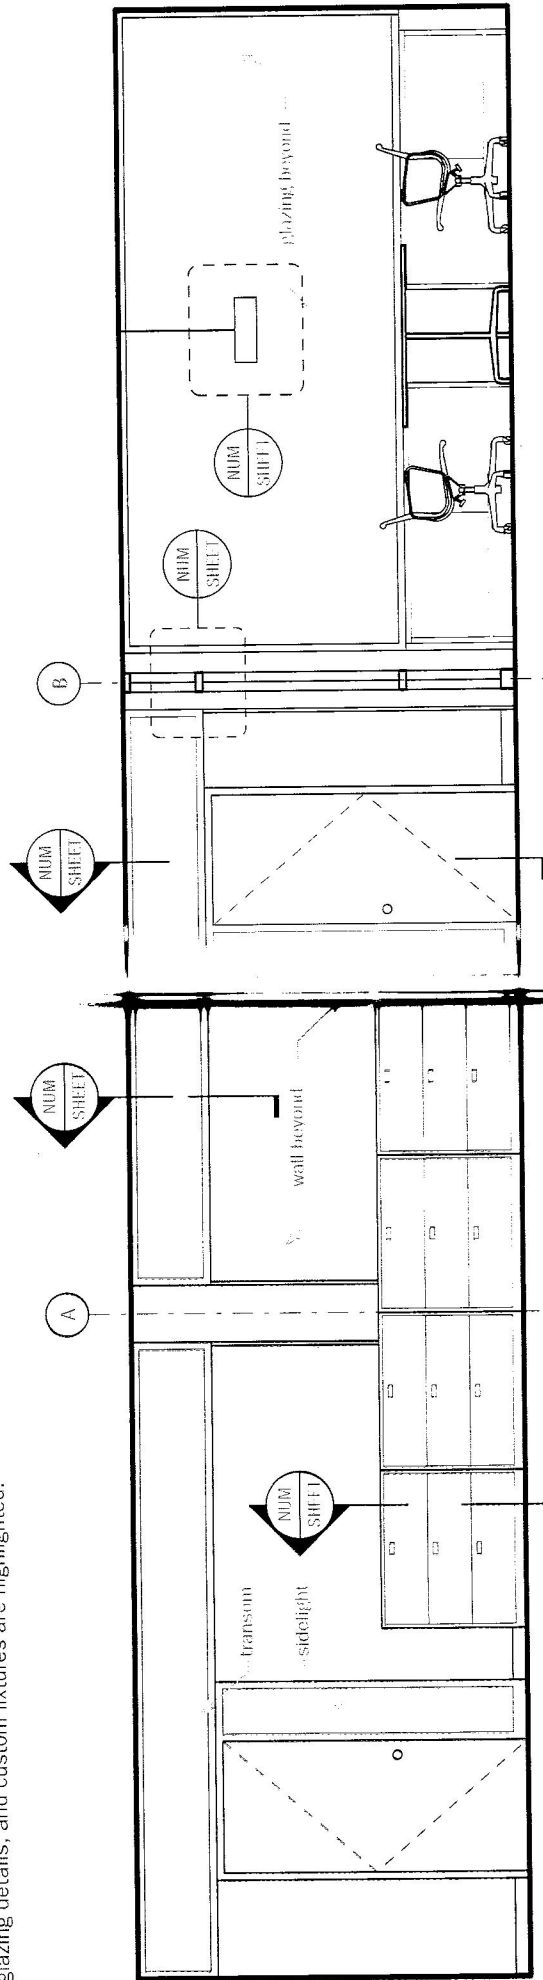 glazing details, and custom fixtures are highlighted.
A
B
NUM
SHEET
NUM
SHEET
NUM
SHEET
NUM
SHEET
NUM
SHEET
transom
sidelight
wall beyond
glazing beyond